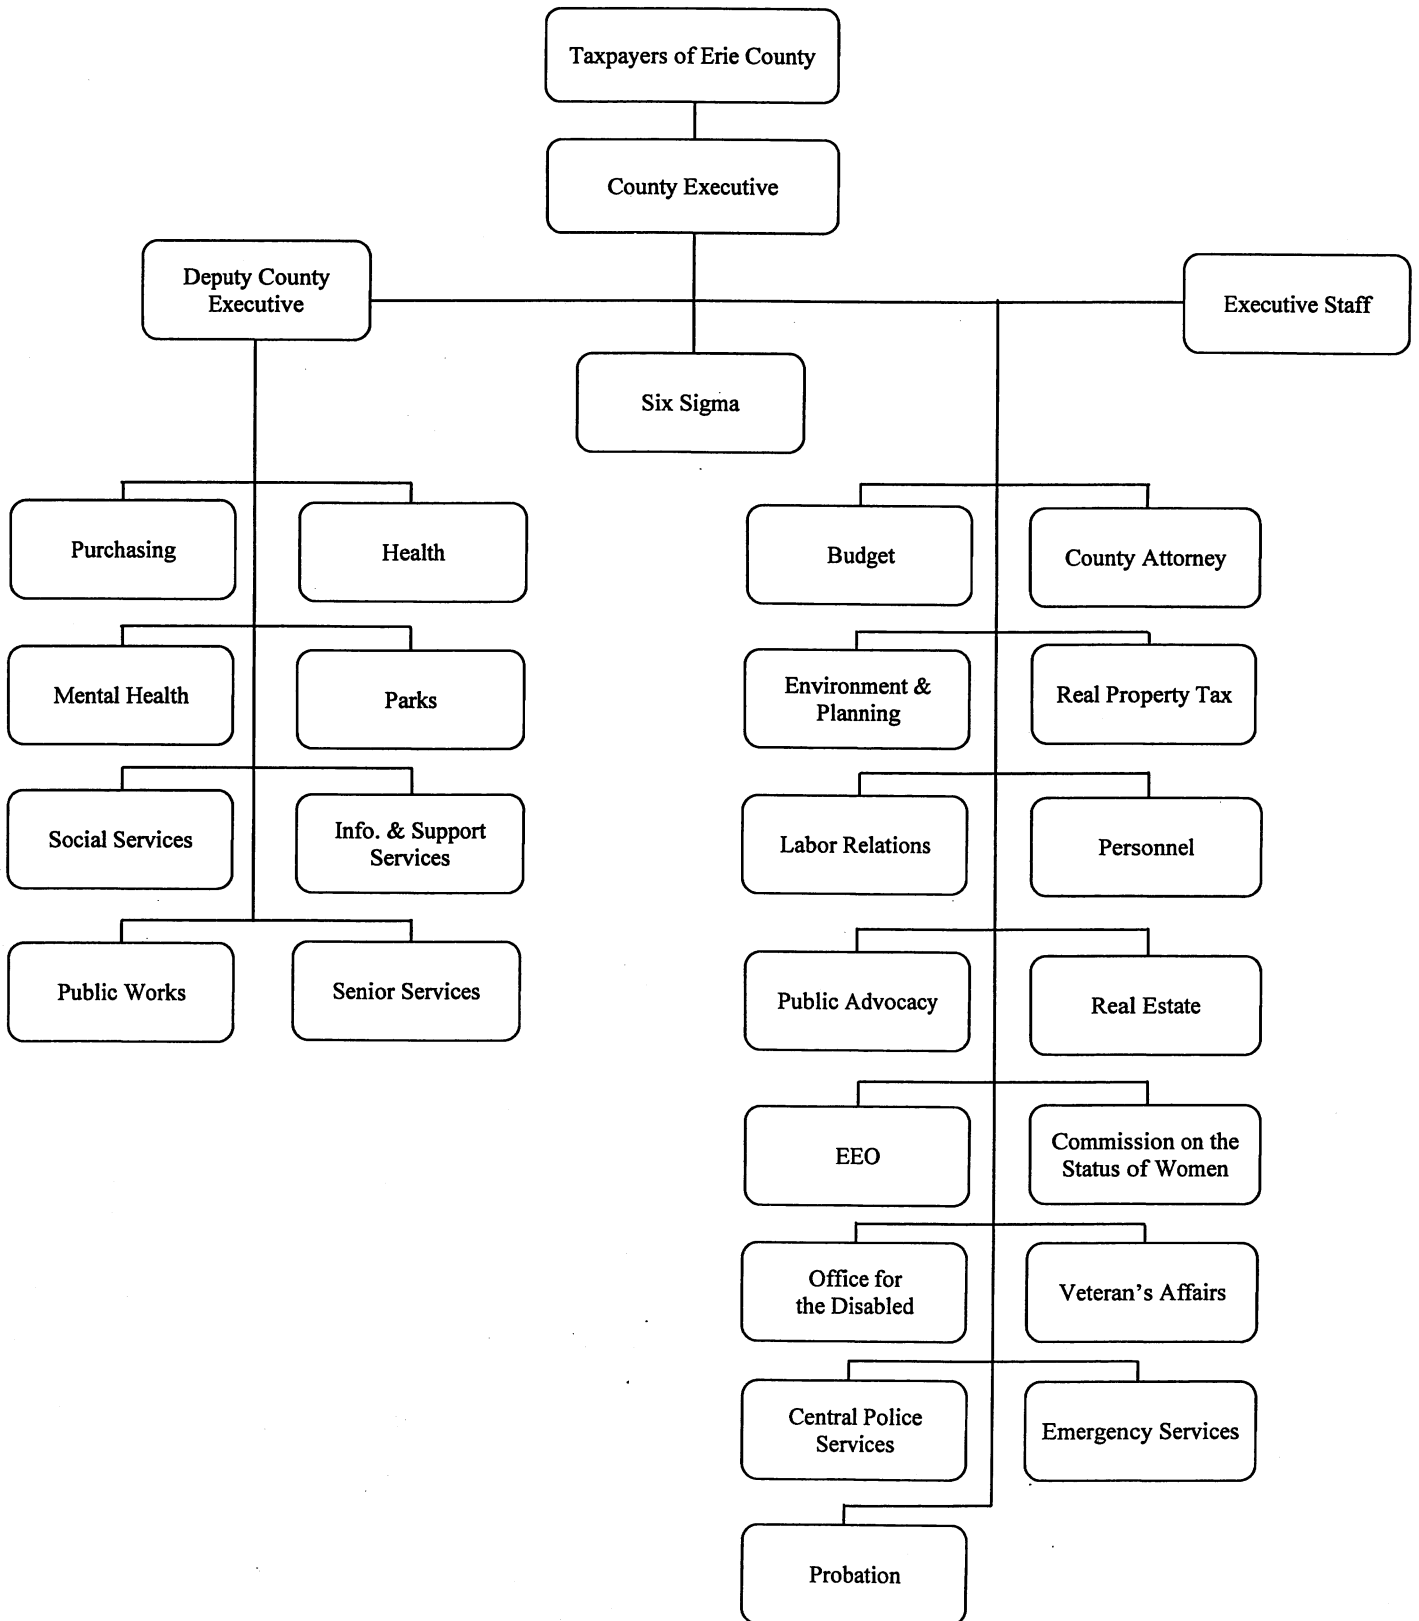 Taxpayers of Erie County
County Executive
Deputy County
Executive
Executive Staff
Six Sigma
Purchasing
Health
Mental Health
Parks
Social Services
Info. & Support
Services
Public Works
Senior Services
Budget
County Attorney
Environment &
Planning
Real Property Tax
Labor Relations
Personnel
Public Advocacy
Real Estate
EEO
Commission on the
Status of Women
Office for
the Disabled
Veteran's Affairs
Central Police
Services
Emergency Services
Probation